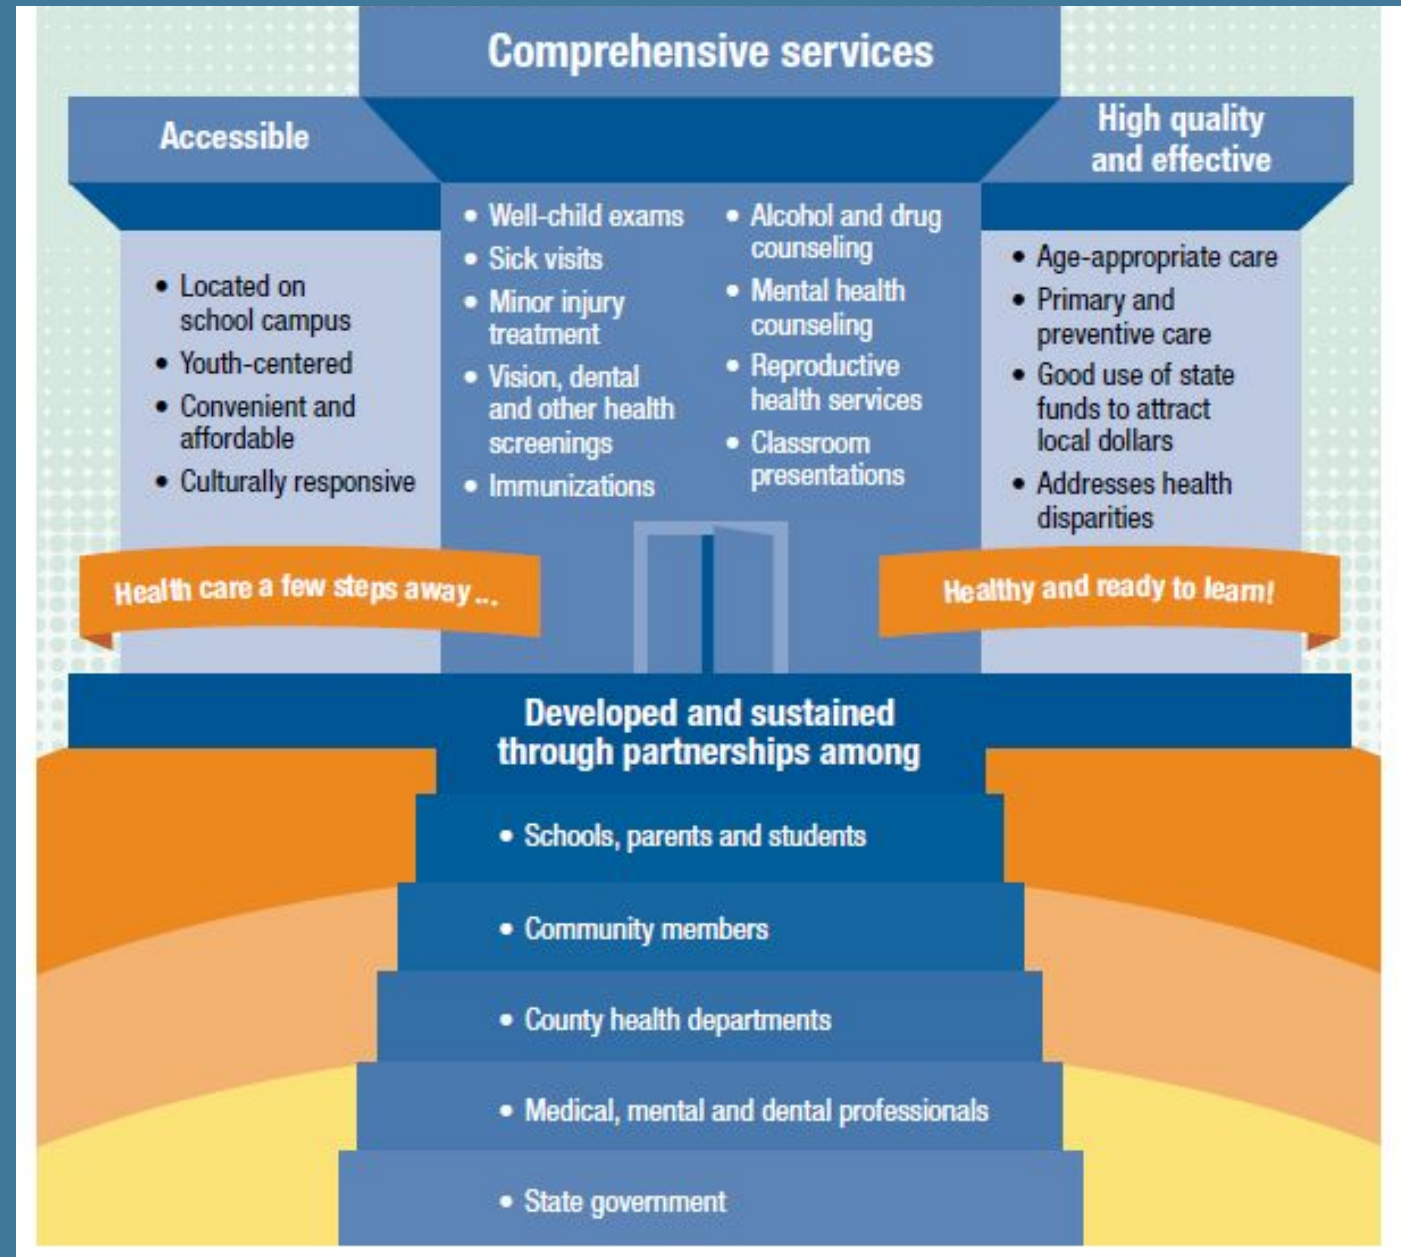 Comprehensive services
Accessible
• Located on
school campus
• Youth-centered
• Convenient and
affordable
• Culturally responsive
• Well-child exams
• Sick visits
• Minor injury
treatment
• Vision, dental
and other health
screenings
• Immunizations
• Alcohol and drug
counseling
• Mental health
counseling
• Reproductive
health services
• Classroom
presentations
High quality
and effective
• Age-appropriate care
• Primary and
preventive care
• Good use of state
funds to attract
local dollars
• Addresses health
disparities
Health care a few steps away...
Healthy and ready to learn!
Developed and sustained
through partnerships among
• Schools, parents and students
• Community members
• County health departments
• Medical, mental and dental professionals
• State government